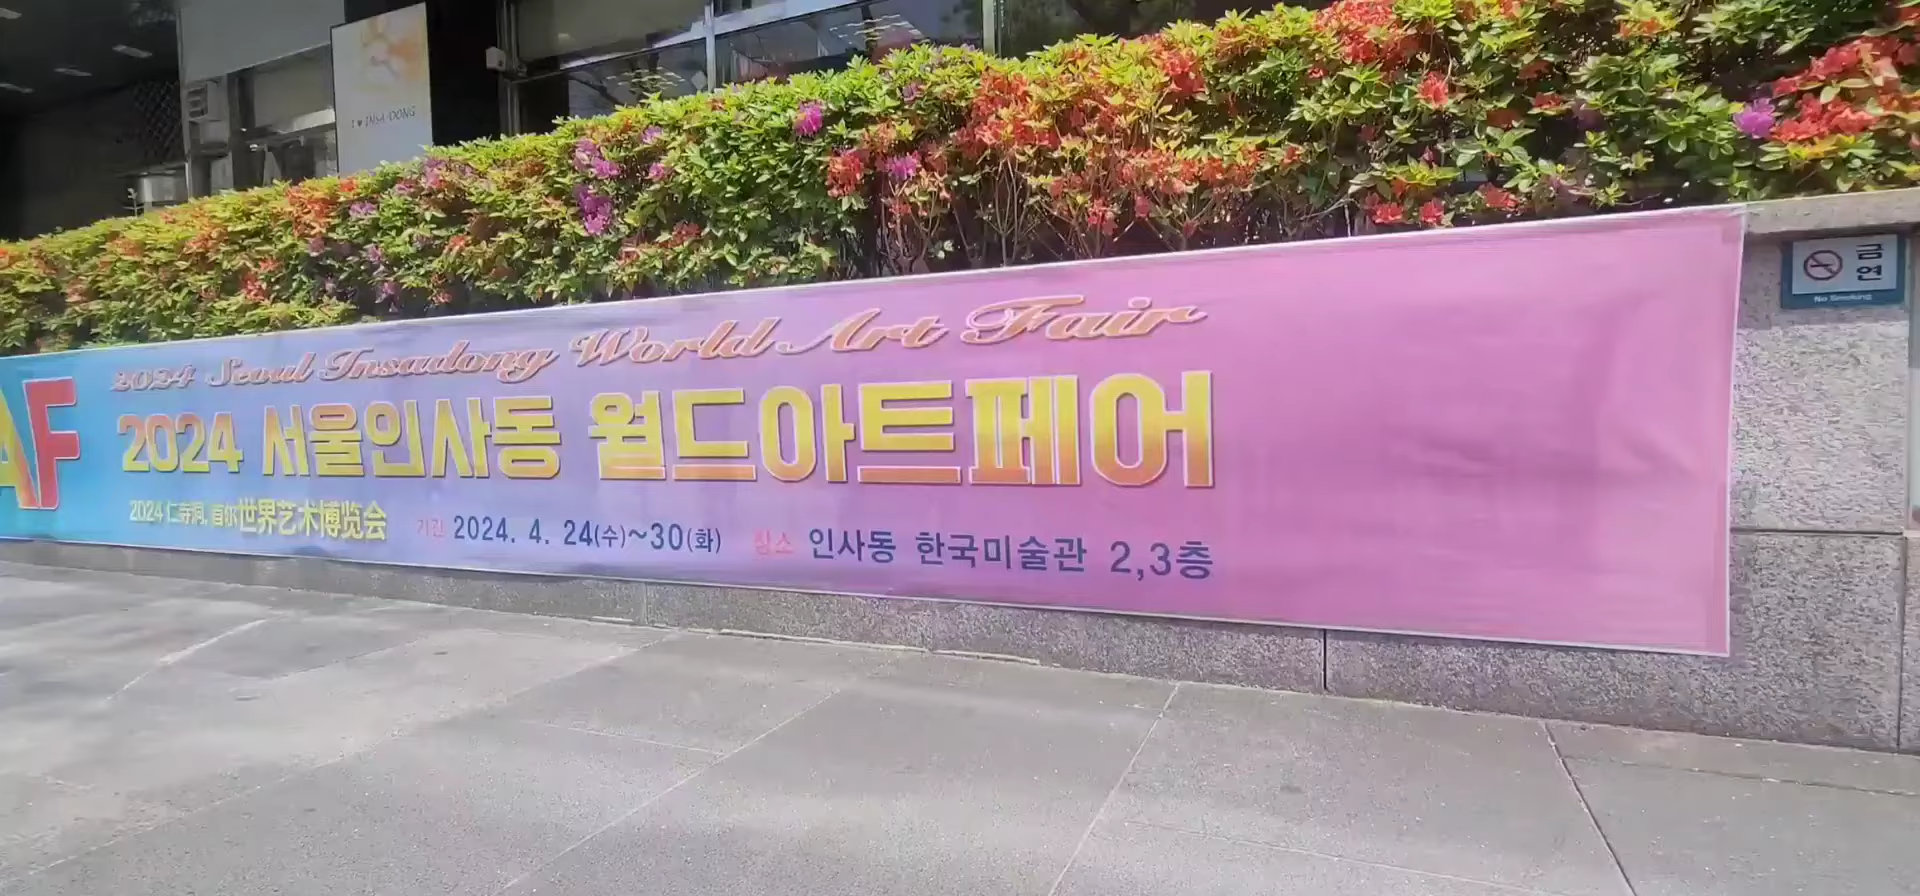 I ♥ INSA-DONG
금연
No Smoking
AF
2024 Seoul Insadong World Art Fair
2024 서울인사동 월드아트페어
2024 仁寺洞, 首尔世界艺术博览会
기간 2024. 4. 24(수)~30(화) 장소 인사동 한국미술관 2,3층